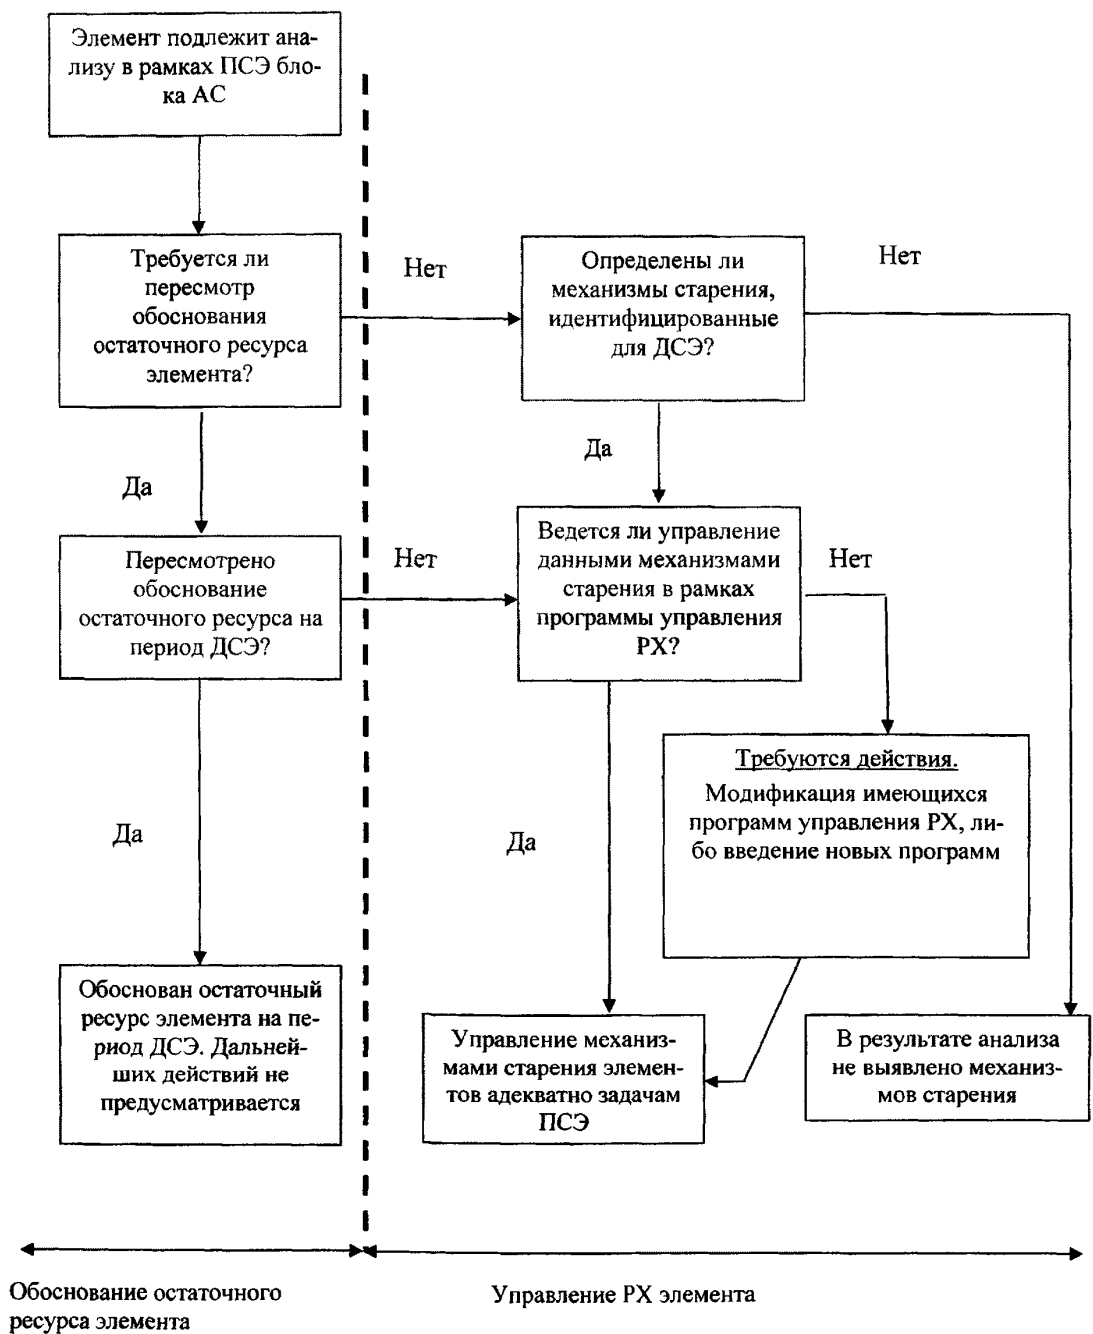 Элемент подлежит ана-
лизу в рамках ПСЭ бло-
ка АС
Требуется ли
пересмотр
обоснования
остаточного ресурса
элемента?
Нет
Определены ли
механизмы старения,
идентифицированные
для ДСЭ?
Нет
Да
Да
Пересмотрено
обоснование
остаточного ресурса на
период ДСЭ?
Нет
Ведется ли управление
данными механизмами
старения в рамках
программы управления
РХ?
Нет
Требуются действия.
Модификация имеющихся
программ управления РХ, ли-
бо введение новых программ
Да
Да
Обоснован остаточный
ресурс элемента на пе-
риод ДСЭ. Дальней-
ших действий не
предусматривается
Управление механиз-
мами старения элемен-
тов адекватно задачам
ПСЭ
В результате анализа
не выявлено механиз-
мов старения
Обоснование остаточного
ресурса элемента
Управление РХ элемента